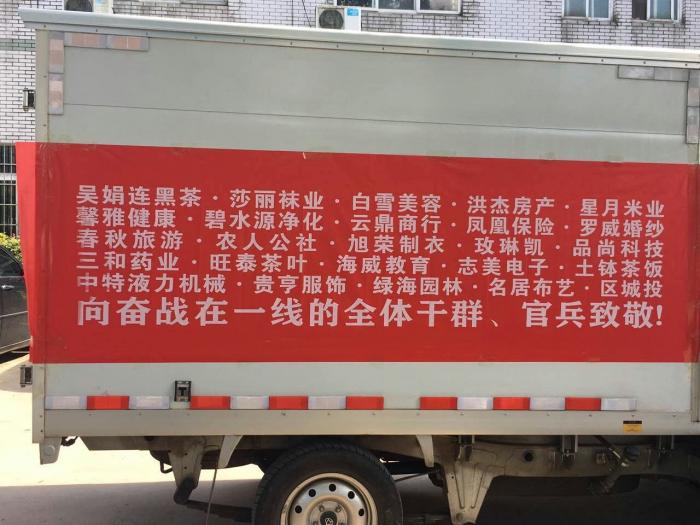 吴娟连黑茶·莎丽袜业·白雪美容·洪杰房产·星月米业
馨雅健康·碧水源净化·云鼎商行·凤凰保险·罗威婚纱
春秋旅游·农人公社·旭荣制衣·玫琳凯·品尚科技
三和药业·旺泰茶叶·海威教育·志美电子·土钵茶饭
中特液力机械·贵亨服饰·绿海园林·名居布艺·区城投
向奋战在一线的全体干群、官兵致敬!